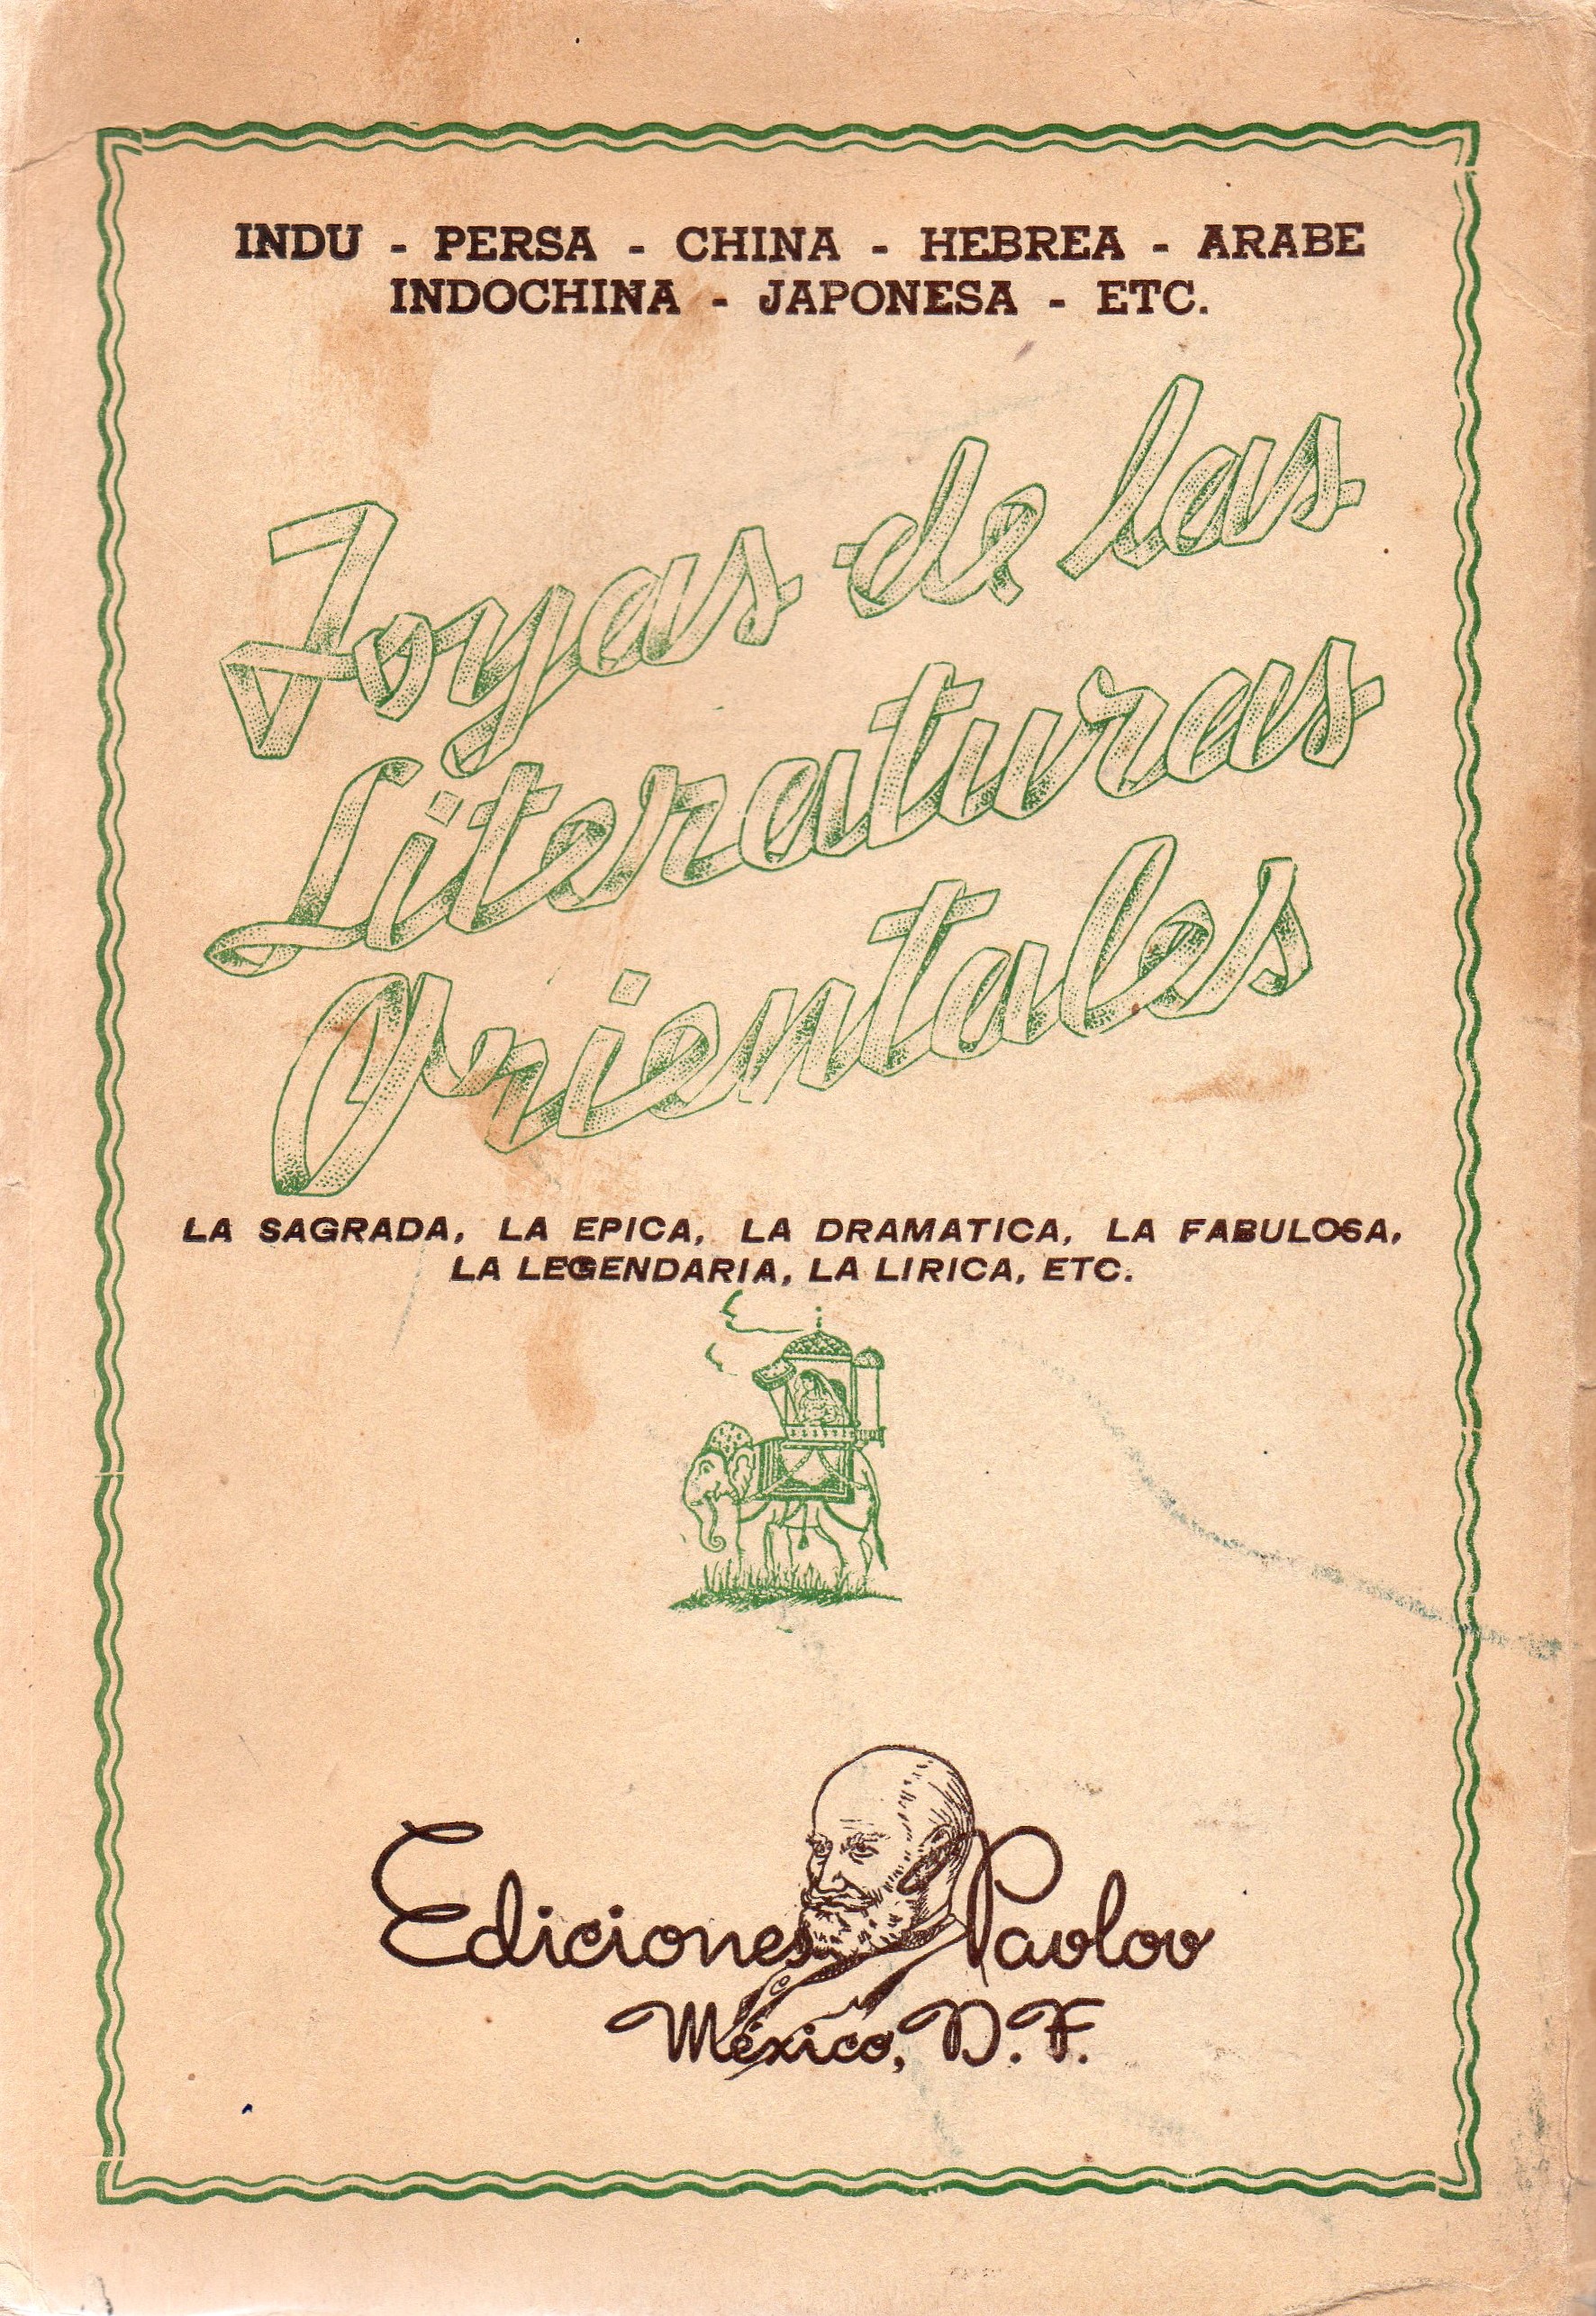 INDU - PERSA - CHINA - HEBREA - ARABE
INDOCHINA - JAPONESA - ETC.
Joyas de las
Literaturas
Orientales
LA SAGRADA, LA EPICA, LA DRAMATICA, LA FABULOSA,
LA LEGENDARIA, LA LIRICA, ETC.
Ediciones Pavlov
México, D. F.